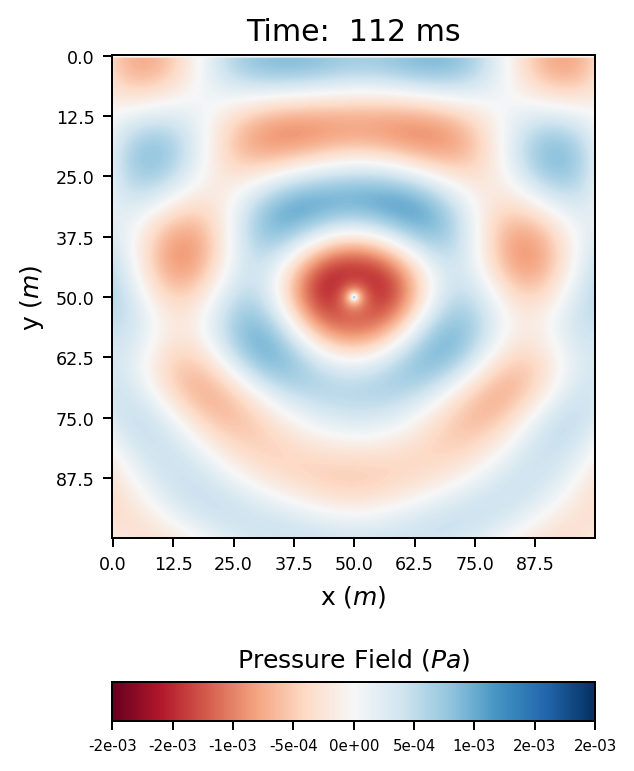 Time:  112 ms
0.0
12.5
25.0
37.5
50.0
62.5
75.0
87.5
y (m)
0.0 12.5 25.0 37.5 50.0 62.5 75.0 87.5
x (m)
Pressure Field (Pa)
-2e-03 -2e-03 -1e-03 -5e-04 0e+00 5e-04 1e-03 2e-03 2e-03